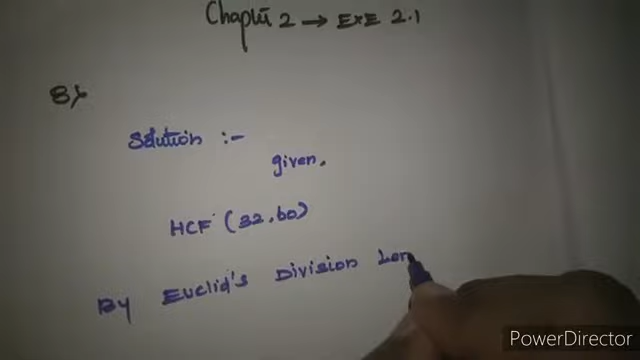 Chapter 2 → EXE 2.1
8)
Solution :-
given.
HCF (32,60)
By Euclid's Division Lem
PowerDirector